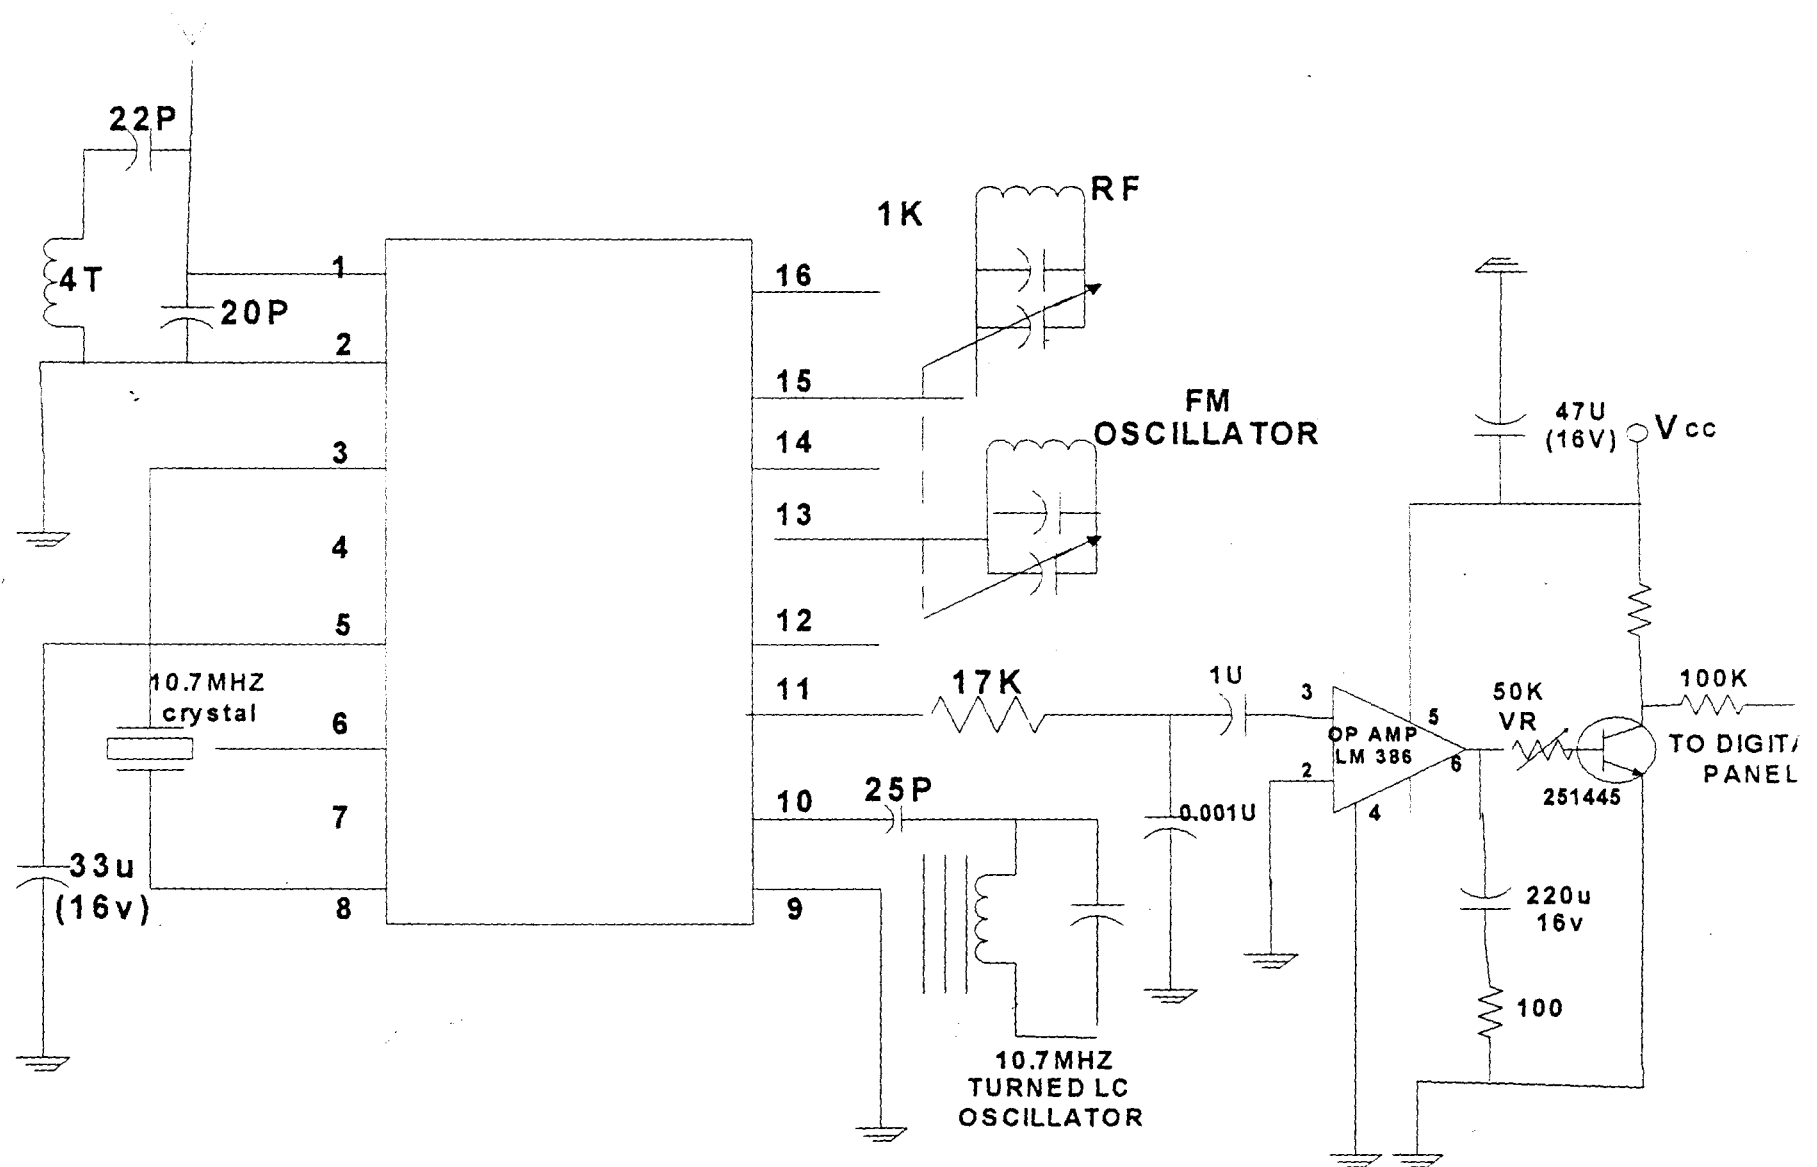 22P
4T
20P
1
2
3
4
5
6
7
8
10.7MHZ
crystal
33u
(16v)
16
15
14
13
12
11
10
9
1K
RF
FM
OSCILLATOR
17K
25P
10.7MHZ
TURNED LC
OSCILLATOR
1U
0.001U
3
2
OP AMP
LM 386
5
6
4
47U
(16V)
Vcc
50K
VR
251445
100K
TO DIGITA
PANEL
220u
16v
100